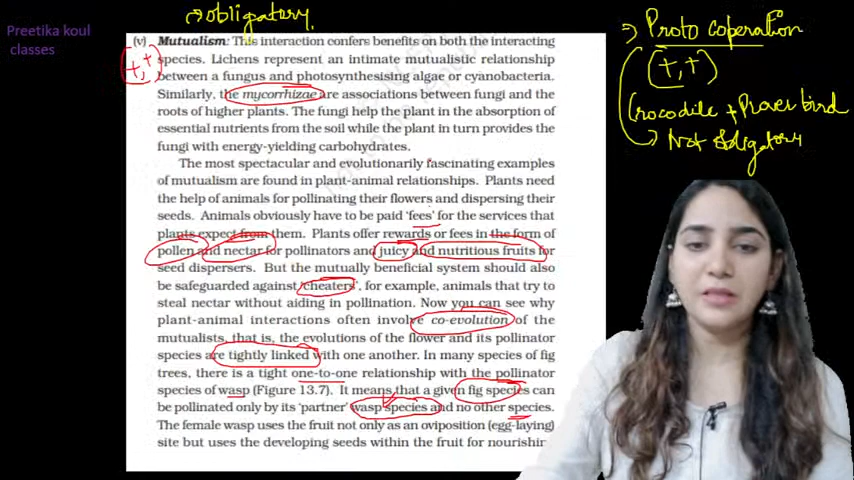 Preetika koul
classes
→obligatory.
(v) Mutualism: This interaction confers benefits on both the interacting
species. Lichens represent an intimate mutualistic relationship
between a fungus and photosynthesising algae or cyanobacteria.
Similarly, the mycorrhizae are associations between fungi and the
roots of higher plants. The fungi help the plant in the absorption of
essential nutrients from the soil while the plant in turn provides the
fungi with energy-yielding carbohydrates.
The most spectacular and evolutionarily fascinating examples
of mutualism are found in plant-animal relationships. Plants need
the help of animals for pollinating their flowers and dispersing their
seeds. Animals obviously have to be paid 'fees' for the services that
plants expect from them. Plants offer rewards or fees in the form of
pollen and nectar for pollinators and juicy and nutritious fruits for
seed dispersers. But the mutually beneficial system should also
be safeguarded against 'cheaters', for example, animals that try to
steal nectar without aiding in pollination. Now you can see why
plant-animal interactions often involve co-evolution of the
mutualists, that is, the evolutions of the flower and its pollinator
species are tightly linked with one another. In many species of fig
trees, there is a tight one-to-one relationship with the pollinator
species of wasp (Figure 13.7). It means that a given fig species can
be pollinated only by its 'partner' wasp species and no other species.
The female wasp uses the fruit not only as an oviposition (egg-laying)
site but uses the developing seeds within the fruit for nourishin
+,+
⇒ Proto coperation
(+,+)
Crocodile + Plover bird
→ Not obligatory